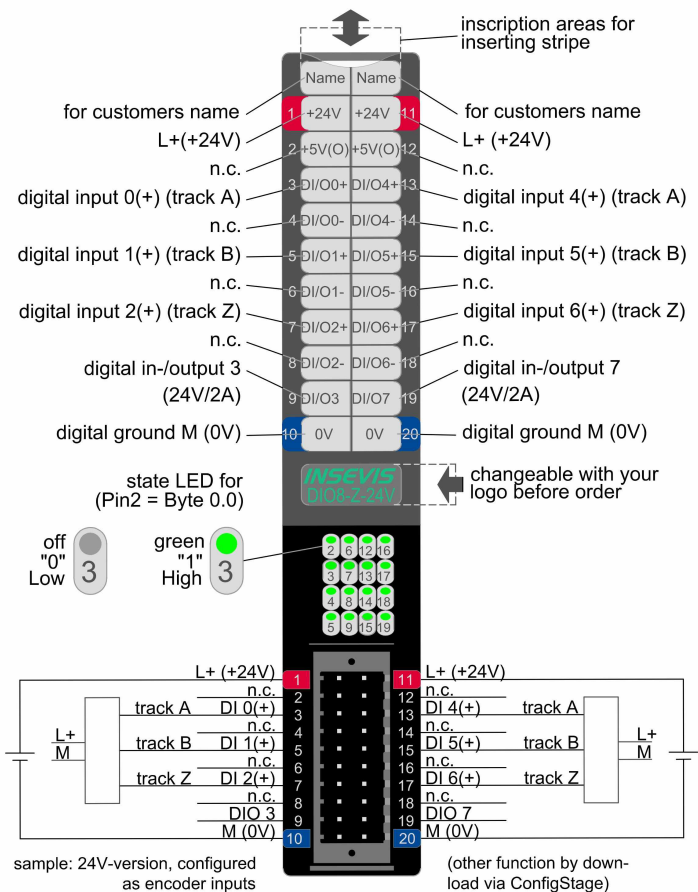 inscription areas for
inserting stripe
Name Name
for customers name
for customers name
1 +24V +24V 11
L+(+24V)
L+ (+24V)
2 +5V(O) +5V(O) 12
n.c.
n.c.
3 DI/O0+ DI/O4+ 13
digital input 0(+) (track A)
digital input 4(+) (track A)
4 DI/O0- DI/O4- 14
n.c.
n.c.
5 DI/O1+ DI/O5+ 15
digital input 1(+) (track B)
digital input 5(+) (track B)
6 DI/O1- DI/O5- 16
n.c.
n.c.
7 DI/O2+ DI/O6+ 17
digital input 2(+) (track Z)
digital input 6(+) (track Z)
8 DI/O2- DI/O6- 18
n.c.
n.c.
9 DI/O3 DI/O7 19
digital in-/output 3
(24V/2A)
digital in-/output 7
(24V/2A)
10 0V 0V 20
digital ground M (0V)
digital ground M (0V)
INSEVIS
DIO8-Z-24V
changeable with your
logo before order
state LED for
(Pin2 = Byte 0.0)
off
"0"
Low
3
green
"1"
High
3
2 6 12 16
3 7 13 17
4 8 14 18
5 9 15 19
L+ (+24V) 1 11 L+ (+24V)
n.c. 2 12 n.c.
track A DI 0(+) 3 13 DI 4(+) track A
n.c. 4 14 n.c.
L+
M
track B DI 1(+) 5 15 DI 5(+) track B
L+
M
n.c. 6 16 n.c.
track Z DI 2(+) 7 17 DI 6(+) track Z
n.c. 8 18 n.c.
DIO 3 9 19 DIO 7
M (0V) 10 20 M (0V)
sample: 24V-version, configured
as encoder inputs
(other function by down-
load via ConfigStage)